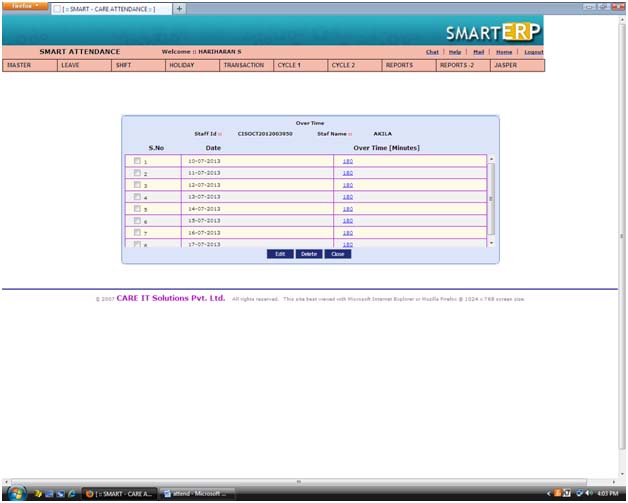 Firefox
[ :: SMART - CARE ATTENDANCE :: ]
+
SMARTERP
SMART ATTENDANCE Welcome :: HARIHARAN S Chat | Help | Mail | Home | Logout
MASTER LEAVE SHIFT HOLIDAY TRANSACTION CYCLE 1 CYCLE 2 REPORTS REPORTS -2 JASPER
Over Time
Staff Id :: CISOCT2012003950 Staf Name :: AKILA
S.No Date Over Time [Minutes]
1 10-07-2013 180
2 11-07-2013 180
3 12-07-2013 180
4 13-07-2013 180
5 14-07-2013 180
6 15-07-2013 180
7 16-07-2013 180
8 17-07-2013 180
Edit Delete Close
© 2007 CARE IT Solutions Pvt. Ltd. All rights reserved. This site best viewed with Microsoft Internet Explorer or Mozilla Firefox @ 1024 x 768 screen size.
[ :: SMART - CARE A... attend - Microsoft ... 4:03 PM